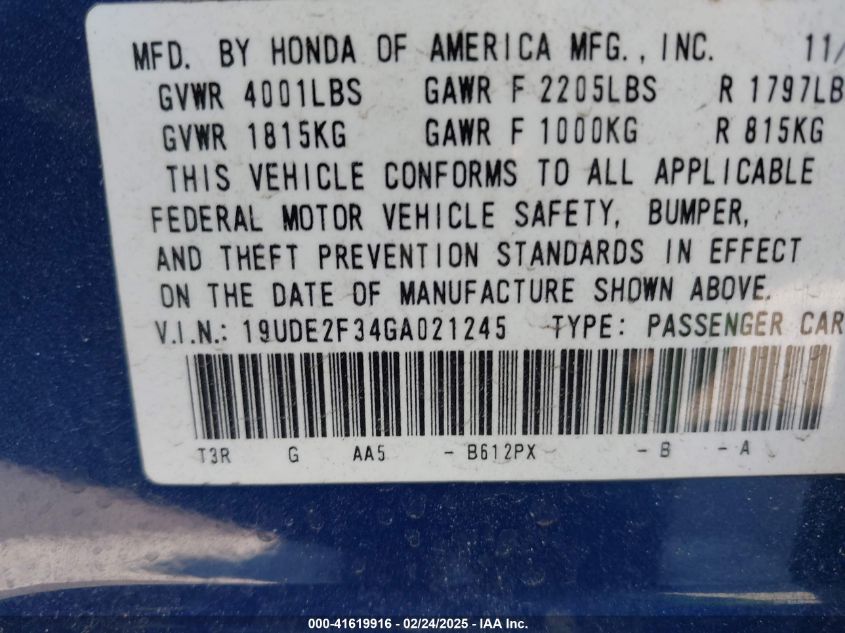 MFD. BY HONDA OF AMERICA MFG., INC. 11/
GVWR 4001LBS GAWR F 2205LBS R 1797LB
GVWR 1815KG GAWR F 1000KG R 815KG
THIS VEHICLE CONFORMS TO ALL APPLICABLE
FEDERAL MOTOR VEHICLE SAFETY, BUMPER,
AND THEFT PREVENTION STANDARDS IN EFFECT
ON THE DATE OF MANUFACTURE SHOWN ABOVE.
V.I.N.: 19UDE2F34GA021245 TYPE: PASSENGER CAR
T3R G AA5 - B612PX - B - A
000-41619916 - 02/24/2025 - IAA Inc.